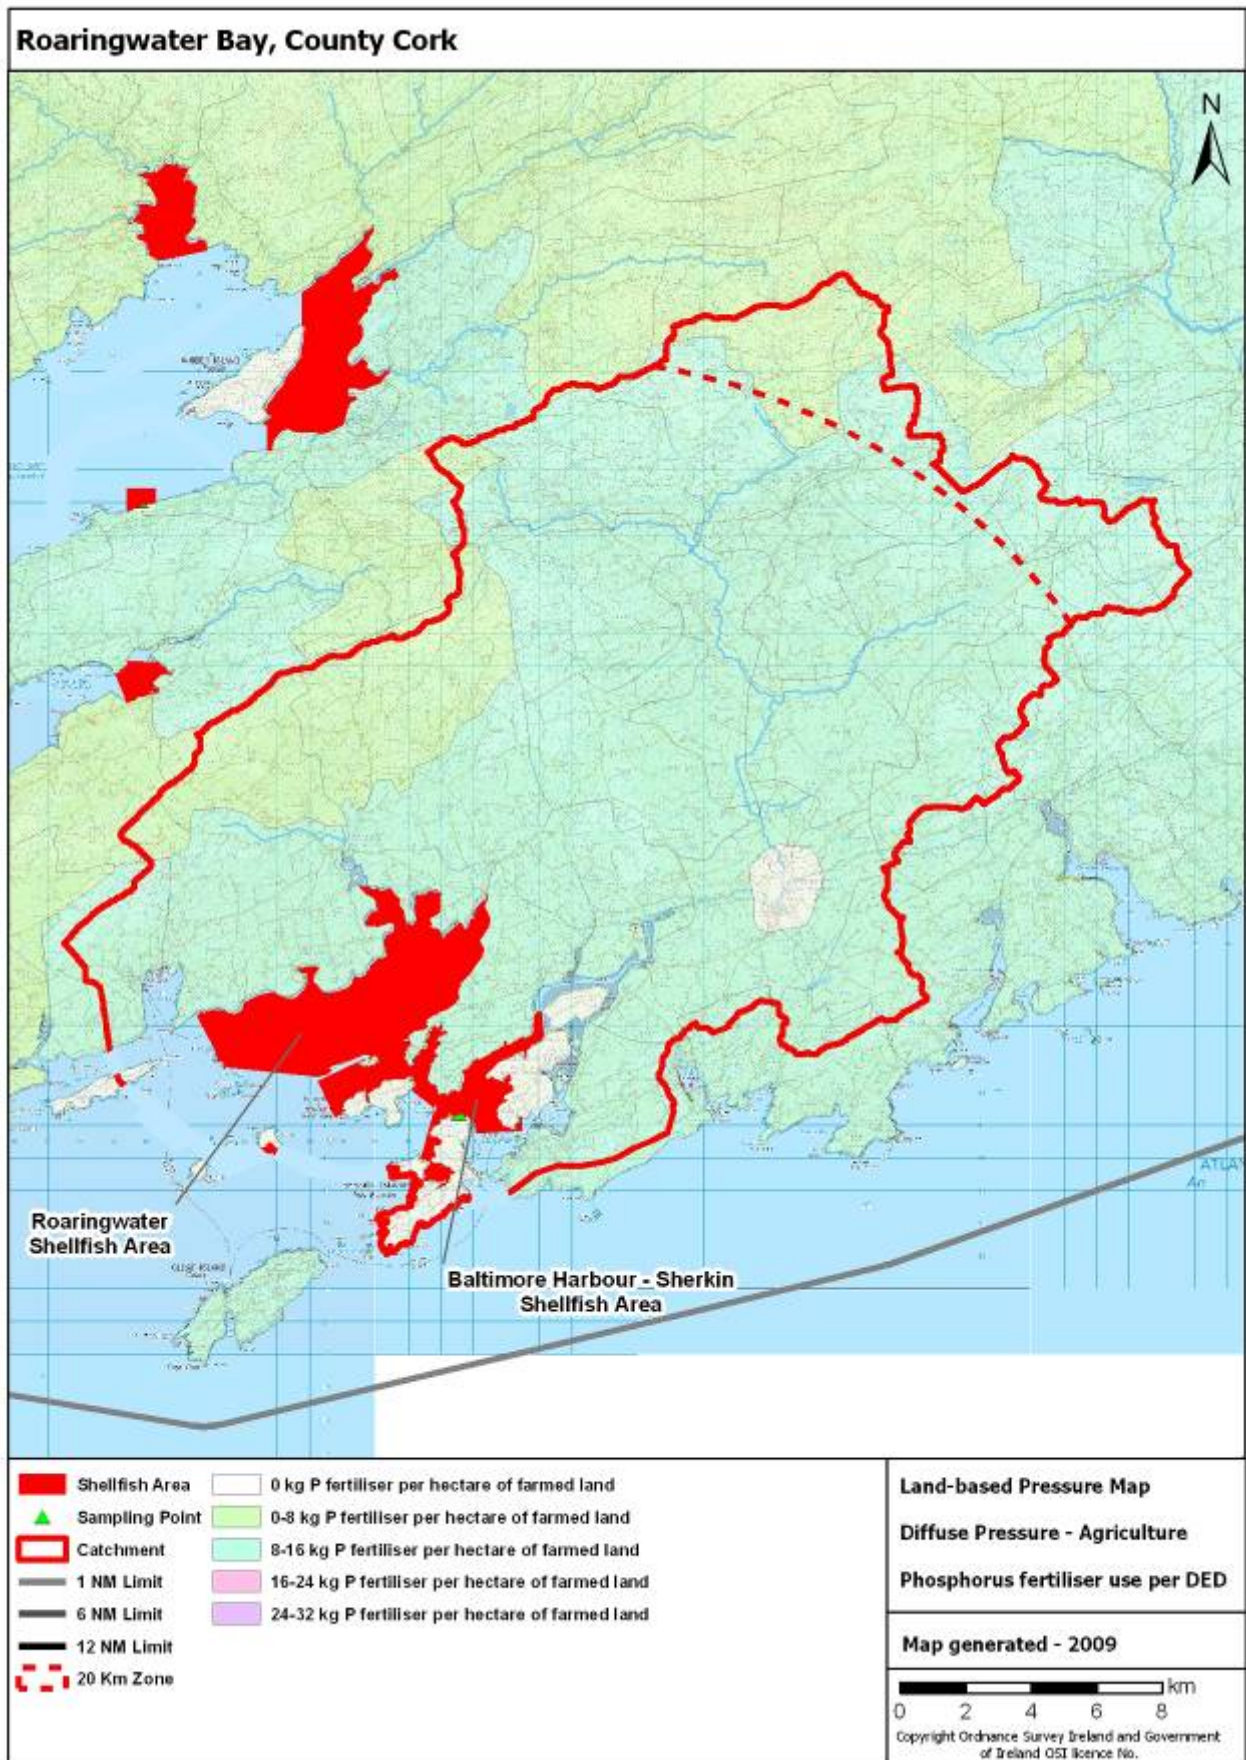 Roaringwater Bay, County Cork
N
Roaringwater
Shellfish Area
Baltimore Harbour - Sherkin
Shellfish Area
Shellfish Area
Sampling Point
Catchment
1 NM Limit
6 NM Limit
12 NM Limit
20 Km Zone
0 kg P fertiliser per hectare of farmed land
0-8 kg P fertiliser per hectare of farmed land
8-16 kg P fertiliser per hectare of farmed land
16-24 kg P fertiliser per hectare of farmed land
24-32 kg P fertiliser per hectare of farmed land
Land-based Pressure Map
Diffuse Pressure - Agriculture
Phosphorus fertiliser use per DED
Map generated - 2009
km
0 2 4 6 8
Copyright Ordnance Survey Ireland and Government
of Ireland OSI licence No.